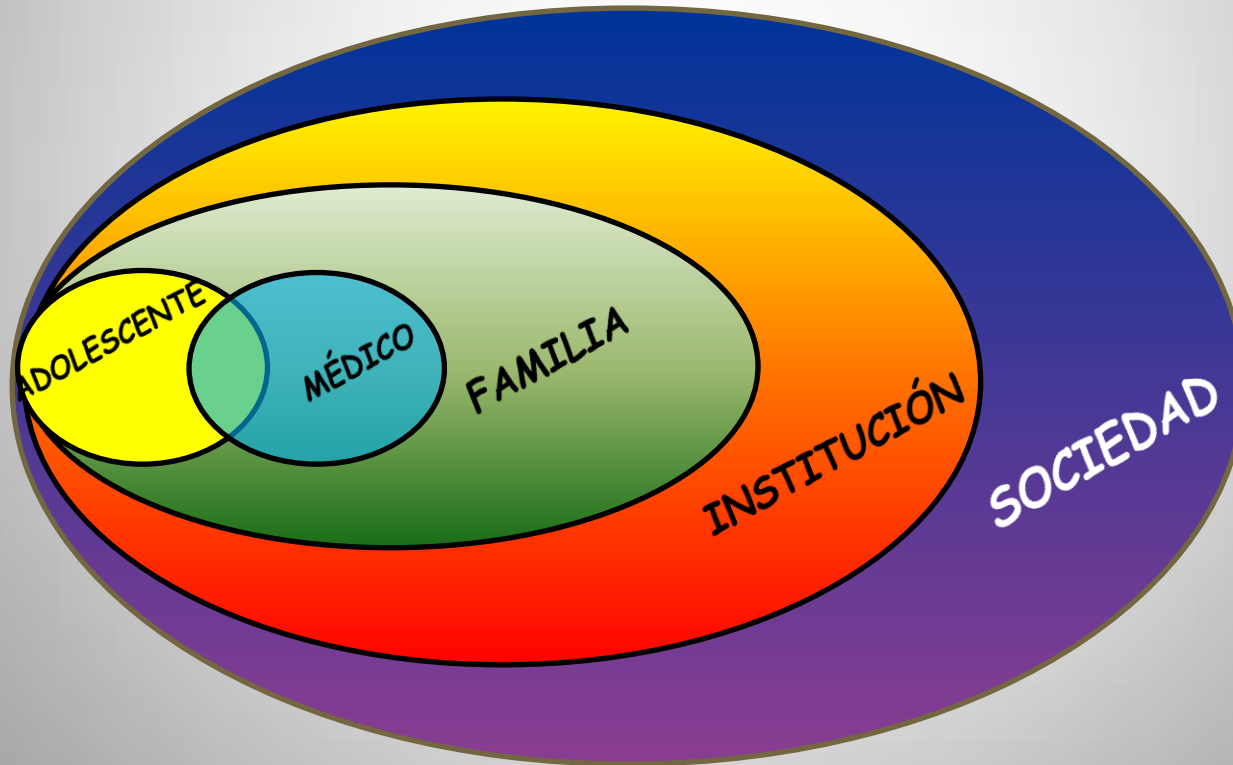 ADOLESCENTE
MÉDICO
FAMILIA
INSTITUCIÓN
SOCIEDAD